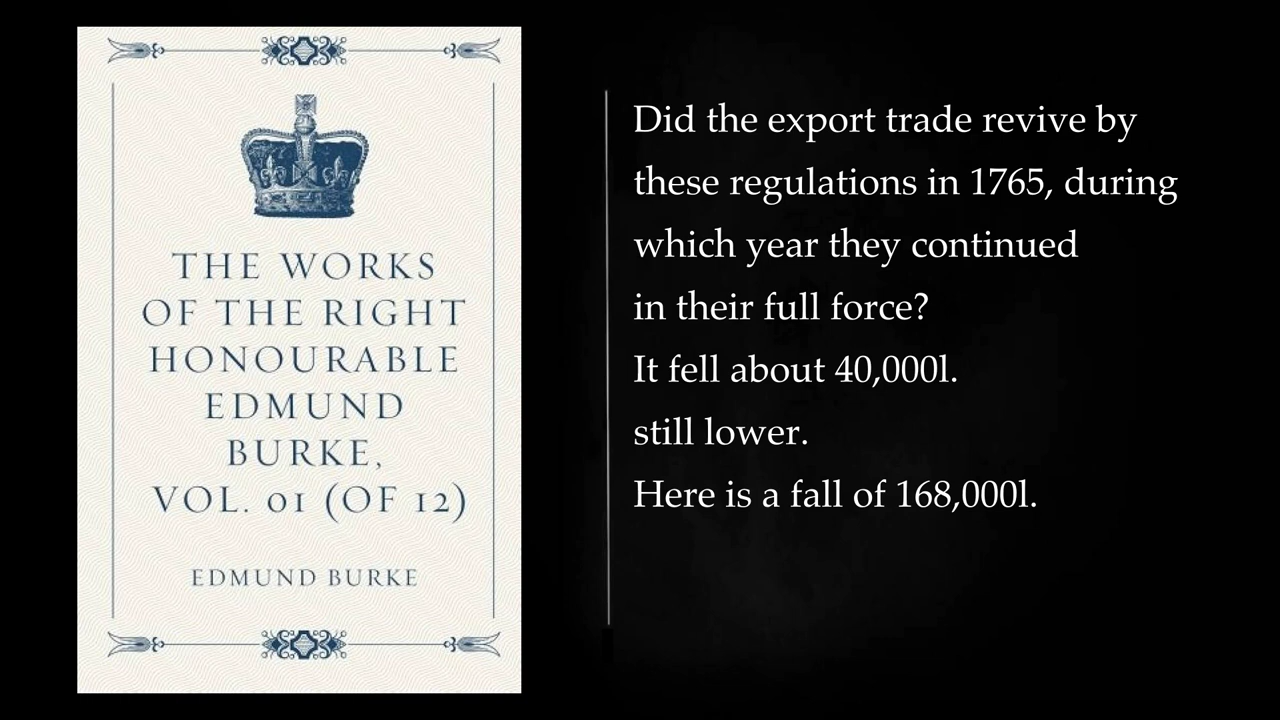 THE WORKS
OF THE RIGHT
HONOURABLE
EDMUND
BURKE,
VOL. 01 (OF 12)
EDMUND BURKE
Did the export trade revive by
these regulations in 1765, during
which year they continued
in their full force?
It fell about 40,000l.
still lower.
Here is a fall of 168,000l.